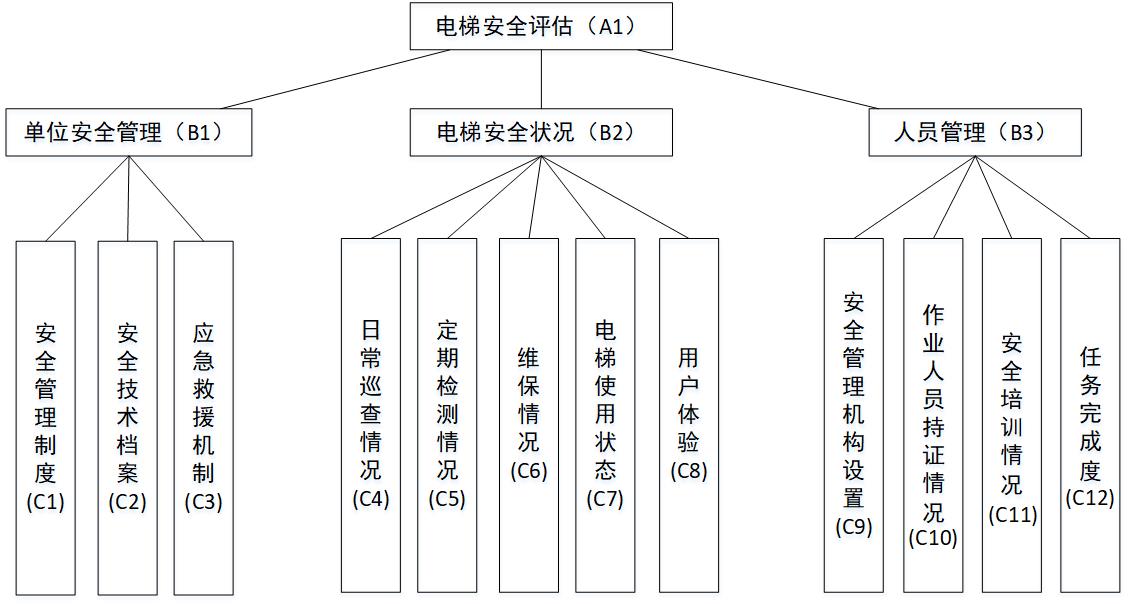 电梯安全评估（A1）
单位安全管理（B1）
电梯安全状况（B2）
人员管理（B3）
安全管理制度(C1)
安全技术档案(C2)
应急救援机制(C3)
日常巡查情况(C4)
定期检测情况(C5)
维保情况(C6)
电梯使用状态(C7)
用户体验(C8)
安全管理机构设置(C9)
作业人员持证情况(C10)
安全培训情况(C11)
任务完成度(C12)